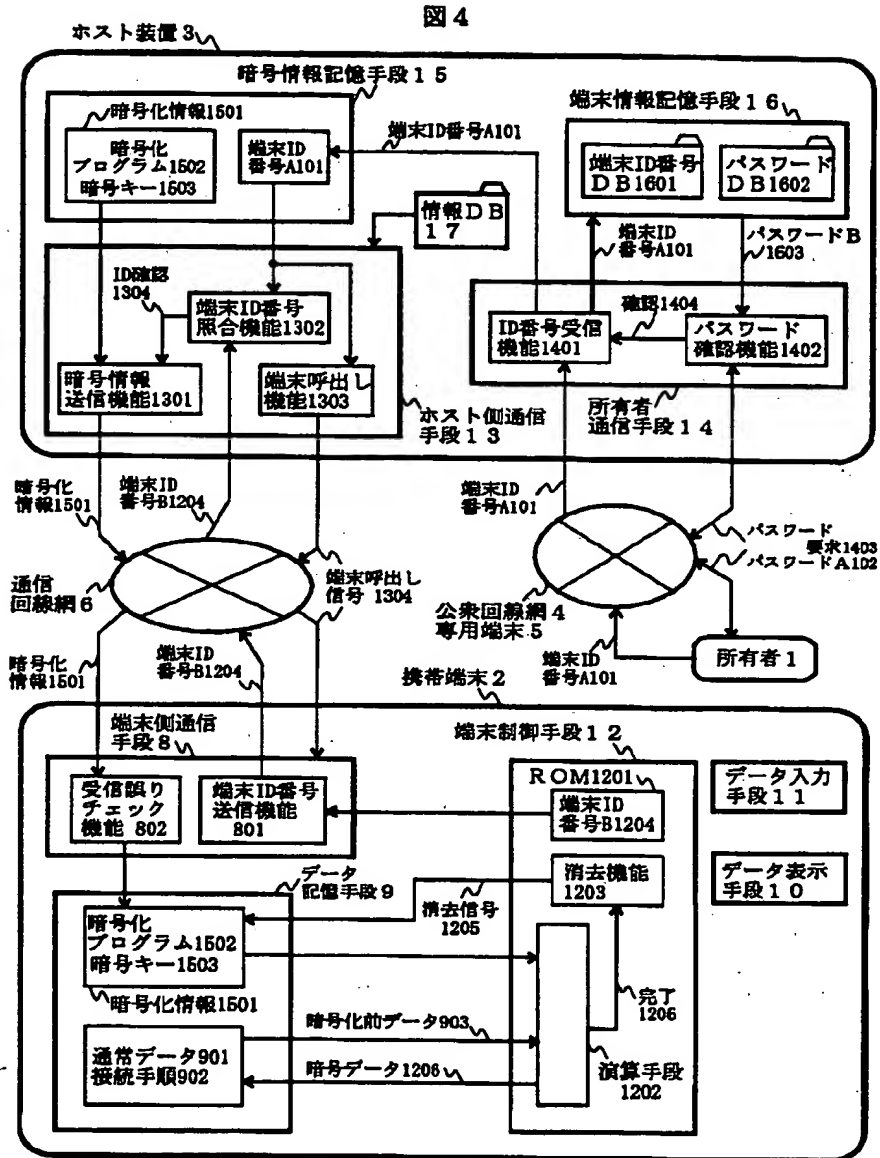 図4
ホスト装置3
暗号情報記憶手段15
暗号化情報1501
暗号化
プログラム1502
暗号キー1503
端末ID
番号A101
端末ID番号A101
端末情報記憶手段16
端末ID番号
DB1601
パスワード
DB1602
情報DB
17
端末ID
番号A101
パスワードB
1603
ID確認
1304
端末ID番号
照合機能1302
暗号情報
送信機能1301
端末呼出し
機能1303
ホスト側通信
手段13
確認1404
ID番号受信
機能1401
パスワード
確認機能1402
所有者
通信手段14
暗号化
情報1501
端末ID
番号B1204
端末ID
番号A101
パスワード
要求1403
パスワードA102
通信
回線網6
端末呼出し
信号 1304
公衆回線網4
専用端末5
所有者1
暗号化
情報1501
端末ID
番号B1204
端末ID
番号A101
携帯端末2
端末側通信
手段8
受信誤り
チェック
機能 802
端末ID番号
送信機能
801
端末制御手段12
ROM1201
端末ID
番号B1204
データ入力
手段11
データ表示
手段10
消去機能
1203
データ
記憶手段9
消去信号
1205
暗号化
プログラム1502
暗号キー1503
暗号化情報1501
完了
1206
暗号化前データ903
通常データ901
接続手順902
暗号データ1206
演算手段
1202